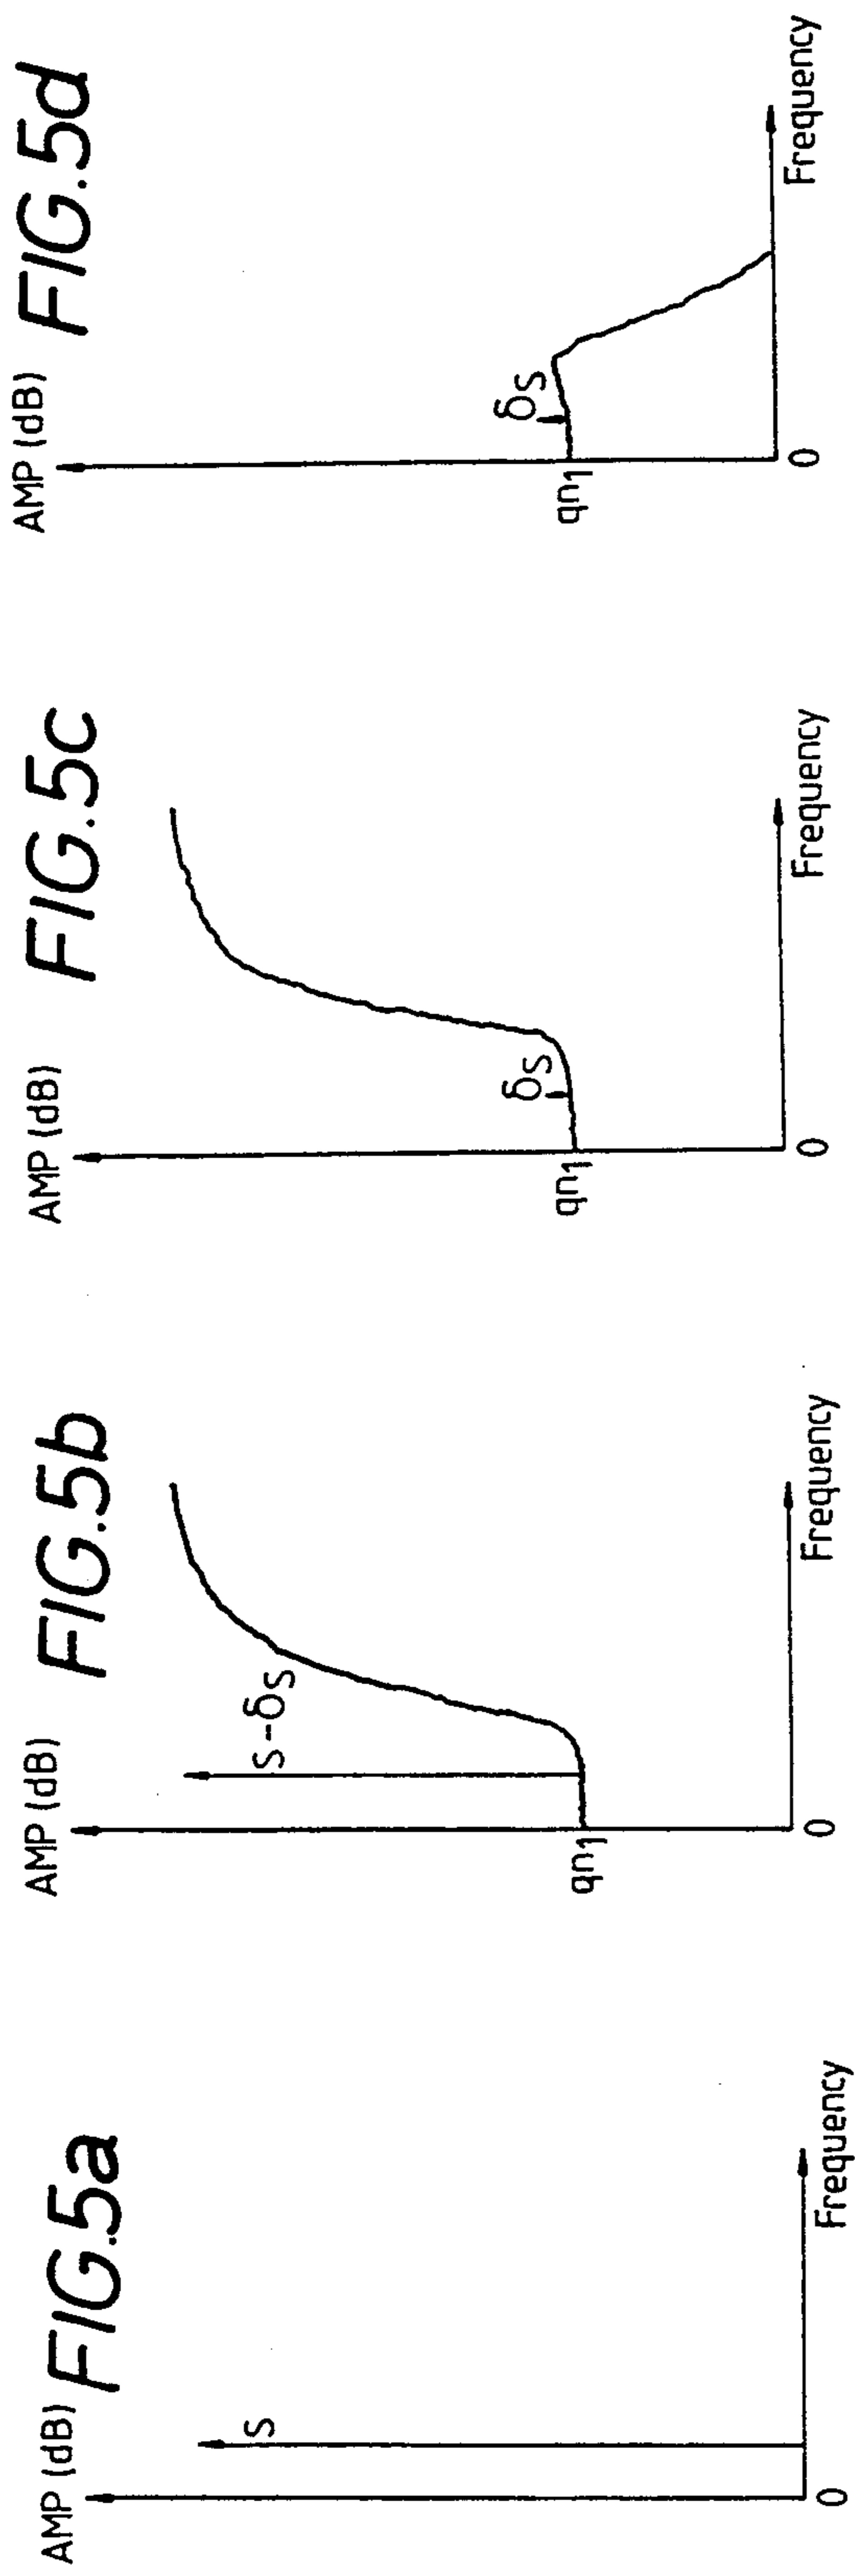 FIG.5a
AMP (dB)
S
0
Frequency
FIG.5b
AMP (dB)
S-δS
qn1
0
Frequency
FIG.5c
AMP (dB)
δS
qn1
0
Frequency
FIG.5d
AMP (dB)
δS
qn1
0
Frequency